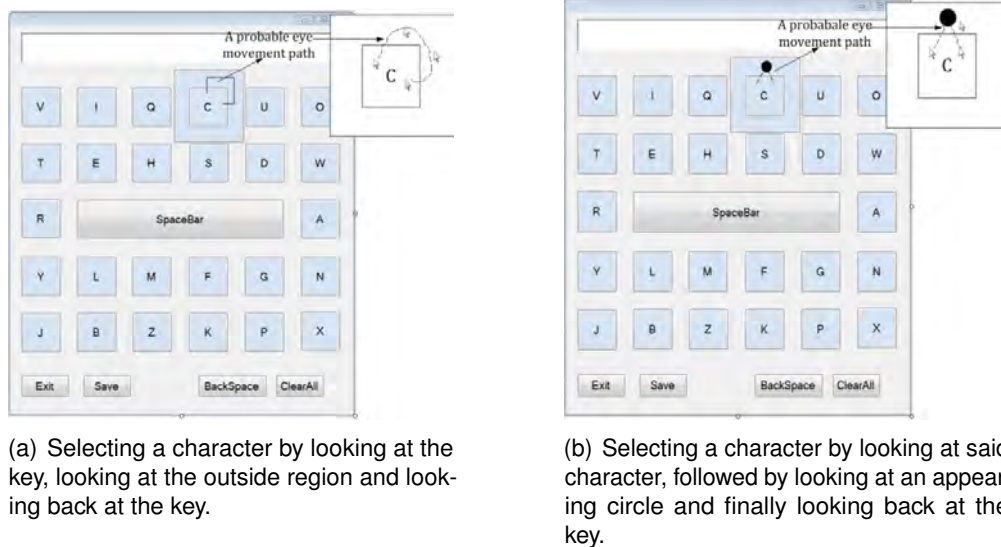 A probable eye
movement path
C
V I Q C U O
T E H S D W
R SpaceBar A
Y L M F G N
J B Z K P X
Exit Save BackSpace ClearAll
(a) Selecting a character by looking at the
key, looking at the outside region and look-
ing back at the key.
A probabale eye
movement path
C
V I Q C U O
T E H S D W
R SpaceBar A
Y L M F G N
J B Z K P X
Exit Save BackSpace ClearAll
(b) Selecting a character by looking at said
character, followed by looking at an appear
ing circle and finally looking back at the
key.